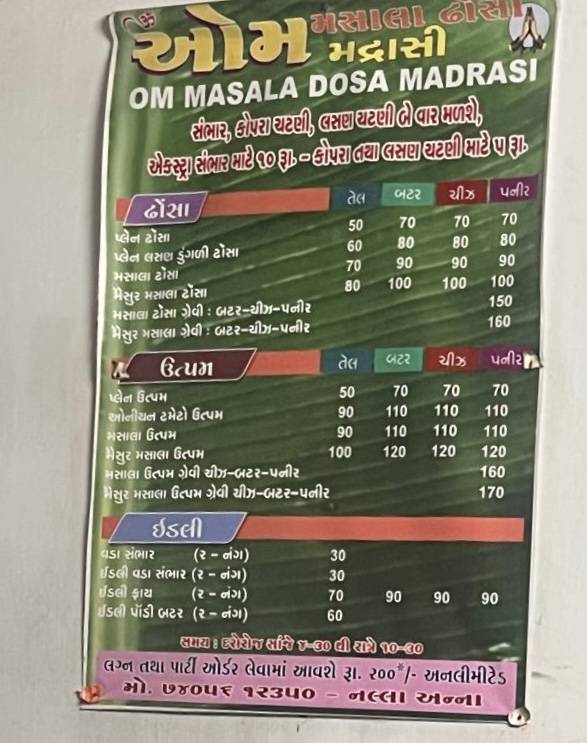 ૐ ઓમ મસાલા ઢોસા
મદ્રાસી
OM MASALA DOSA MADRASI
સંભાર, કોપરા ચટણી, લસણ ચટણી બે વાર મળશે,
એક્સ્ટ્રા સંભાર માટે ૧૦ રૂા. - કોપરા તથા લસણ ચટણી માટે ૫ રૂા.
ઢોંસા તેલ બટર ચીઝ પનીર
પ્લેન ઢોસા 50 70 70 70
પ્લેન લસણ ડુંગળી ઢોસા 60 80 80 80
મસાલા ઢોસા 70 90 90 90
મૈસુર મસાલા ઢોસા 80 100 100 100
મસાલા ઢોસા ગ્રેવી : બટર-ચીઝ-પનીર 150
મૈસુર મસાલા ગ્રેવી : બટર-ચીઝ-પનીર 160
ઉત્પમ તેલ બટર ચીઝ પનીર
પ્લેન ઉત્પમ 50 70 70 70
ઓનીયન ટમેટો ઉત્પમ 90 110 110 110
મસાલા ઉત્પમ 90 110 110 110
મૈસુર મસાલા ઉત્પમ 100 120 120 120
મસાલા ઉત્પમ ગ્રેવી ચીઝ-બટર-પનીર 160
મૈસુર મસાલા ઉત્પમ ગ્રેવી ચીઝ-બટર-પનીર 170
ઈડલી
વડા સંભાર (૨ - નંગ) 30
ઈડલી વડા સંભાર (૨ - નંગ) 30
ઈડલી ફ્રાય (૨ - નંગ) 70 90 90 90
ઈડલી પૉડી બટર (૨ - નંગ) 60
સમય : દરોરોજ સાંજે ૪-૩૦ થી રાત્રે ૧૦-૩૦
લગ્ન તથા પાર્ટી ઓર્ડર લેવામાં આવશે રૂા. ૨૦૦*/- અનલીમીટેડ
મો. ૭૪૦૫૬ ૧૨૩૫૦ - નલ્લા અન્ના